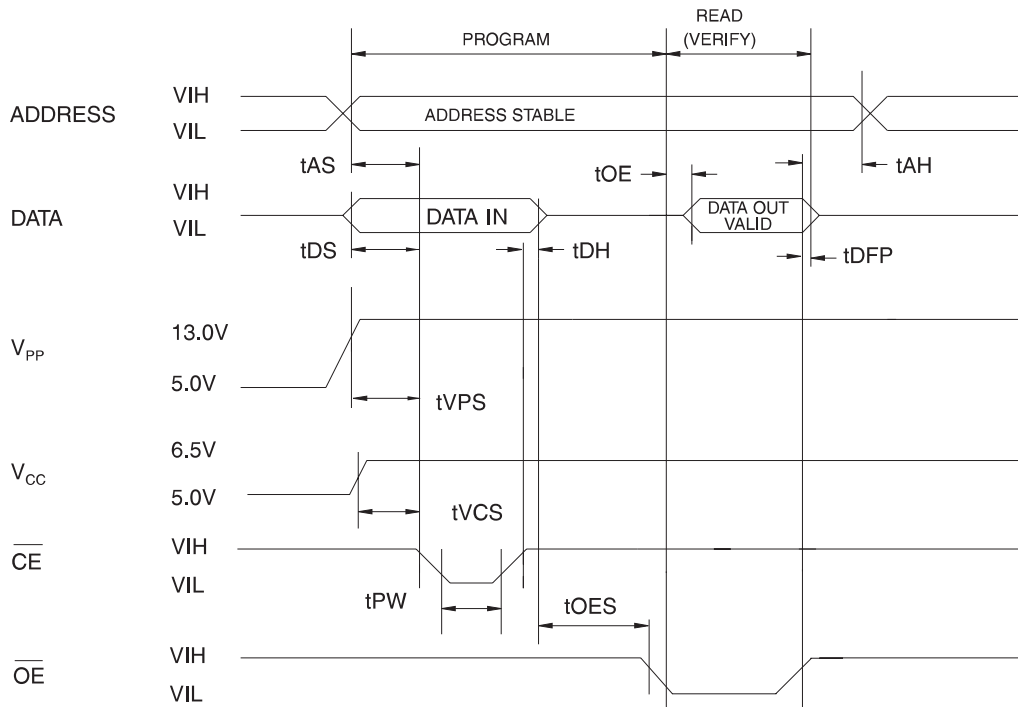 READ
PROGRAM (VERIFY)
ADDRESS VIH
VIL
ADDRESS STABLE
tAS tOE tAH
DATA VIH
VIL
DATA IN
DATA OUT
VALID
tDS tDH tDFP
VPP 13.0V
5.0V
tVPS
VCC 6.5V
5.0V
tVCS
CE VIH
VIL
tPW tOES
OE VIH
VIL